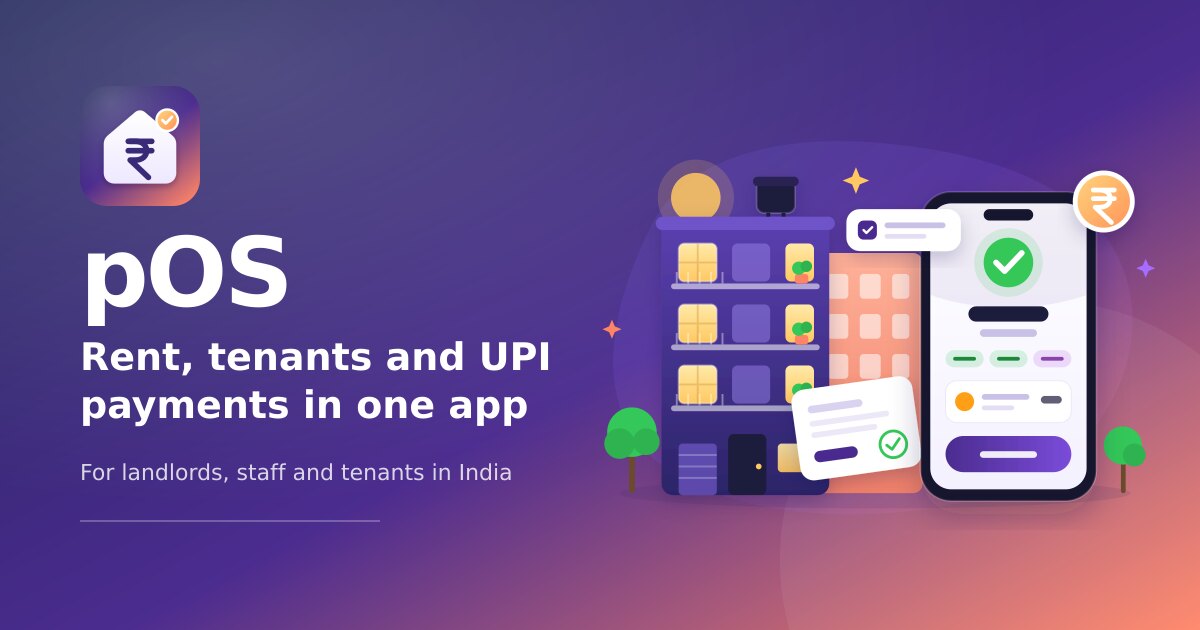 ₹
pOS
Rent, tenants and UPI
payments in one app
For landlords, staff and tenants in India
₹